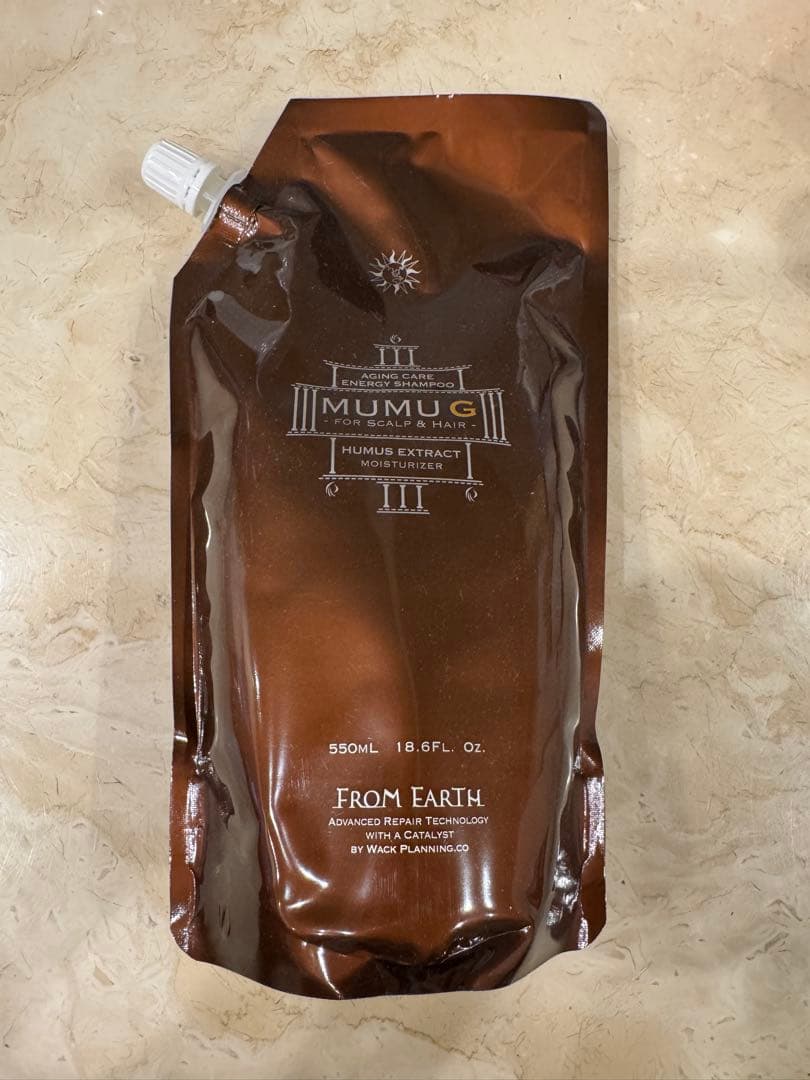 AGING CARE
ENERGY SHAMPOO
MUMU G
- FOR SCALP & HAIR -
HUMUS EXTRACT
MOISTURIZER
550ML 18.6FL. OZ.
FROM EARTH
ADVANCED REPAIR TECHNOLOGY
WITH A CATALYST
BY WACK PLANNING.CO